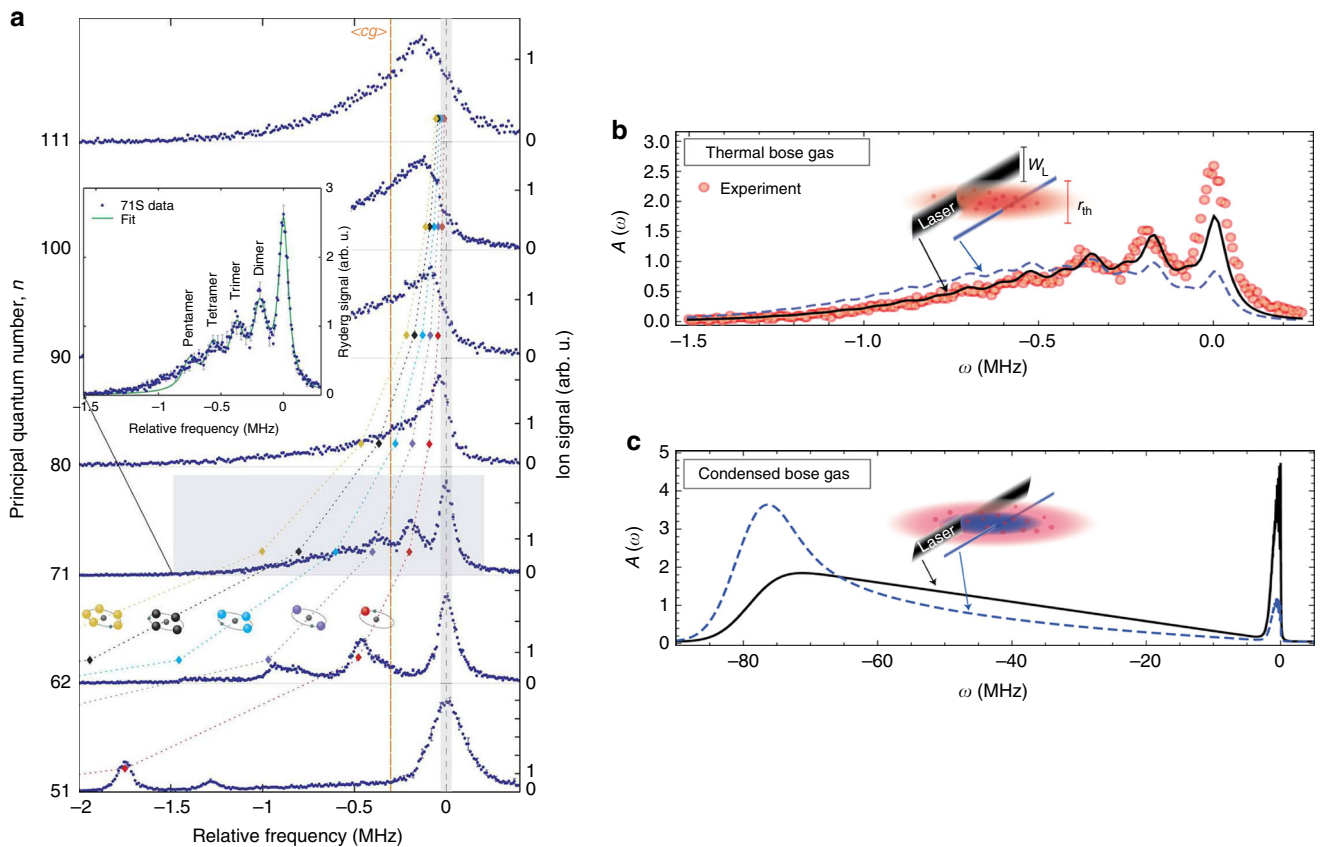 a
<cg>
Principal quantum number, n
111
100
90
80
71
62
51
1
0
1
0
1
0
1
0
1
0
1
0
1
0
Ion signal (arb. u.)
−2
−1.5
−1
−0.5
0
Relative frequency (MHz)
71S data
Fit
Pentamer
Tetramer
Trimer
Dimer
3
2
1
0
Rydberg signal (arb. u.)
−1.5
−1
−0.5
0
Relative frequency (MHz)
b
Thermal bose gas
Experiment
Laser
WL
rth
A (ω)
3.0
2.5
2.0
1.5
1.0
0.5
0.0
−1.5
−1.0
−0.5
0.0
ω (MHz)
c
Condensed bose gas
Laser
A (ω)
5
4
3
2
1
0
−80
−60
−40
−20
0
ω (MHz)